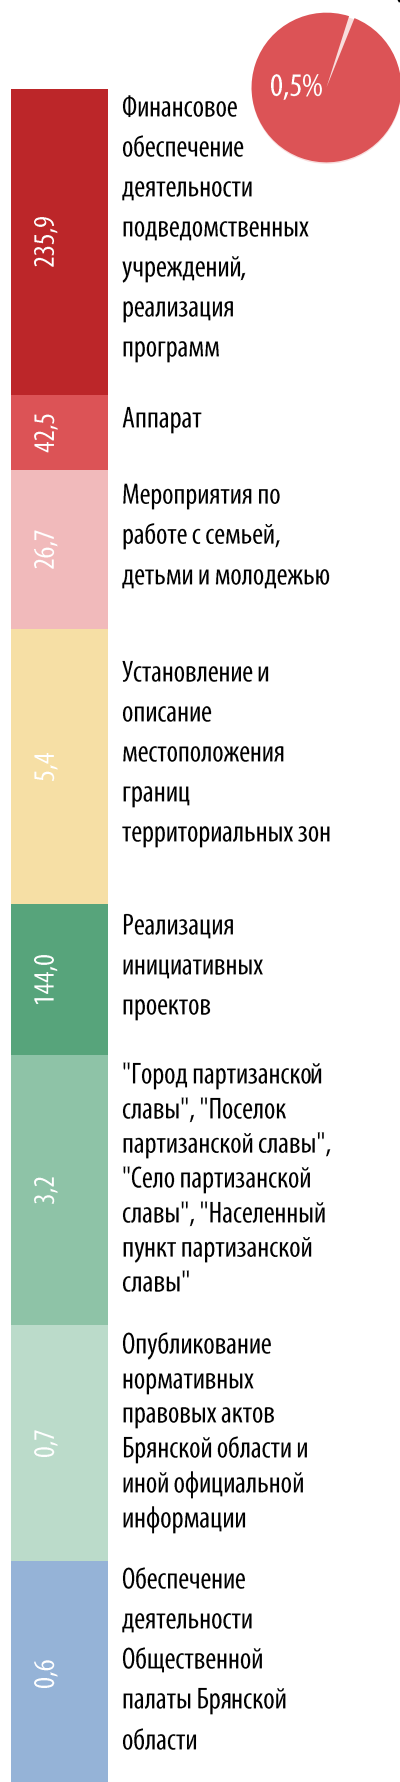 0,5%
235,9
Финансовое
обеспечение
деятельности
подведомственных
учреждений,
реализация
программ
42,5
Аппарат
26,7
Мероприятия по
работе с семьей,
детьми и молодежью
5,4
Установление и
описание
местоположения
границ
территориальных зон
144,0
Реализация
инициативных
проектов
3,2
"Город партизанской
славы", "Поселок
партизанской славы",
"Село партизанской
славы", "Населенный
пункт партизанской
славы"
0,7
Опубликование
нормативных
правовых актов
Брянской области и
иной официальной
информации
0,6
Обеспечение
деятельности
Общественной
палаты Брянской
области